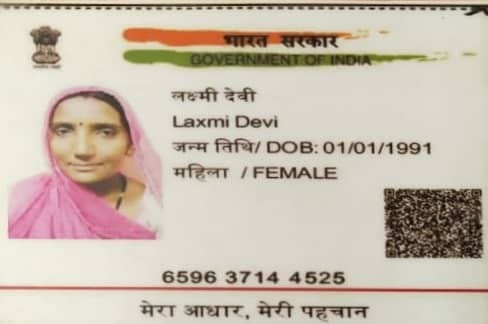 भारत सरकार
GOVERNMENT OF INDIA
लक्ष्मी देवी
Laxmi Devi
जन्म तिथि/ DOB: 01/01/1991
महिला / FEMALE
6596 3714 4525
मेरा आधार, मेरी पहचान